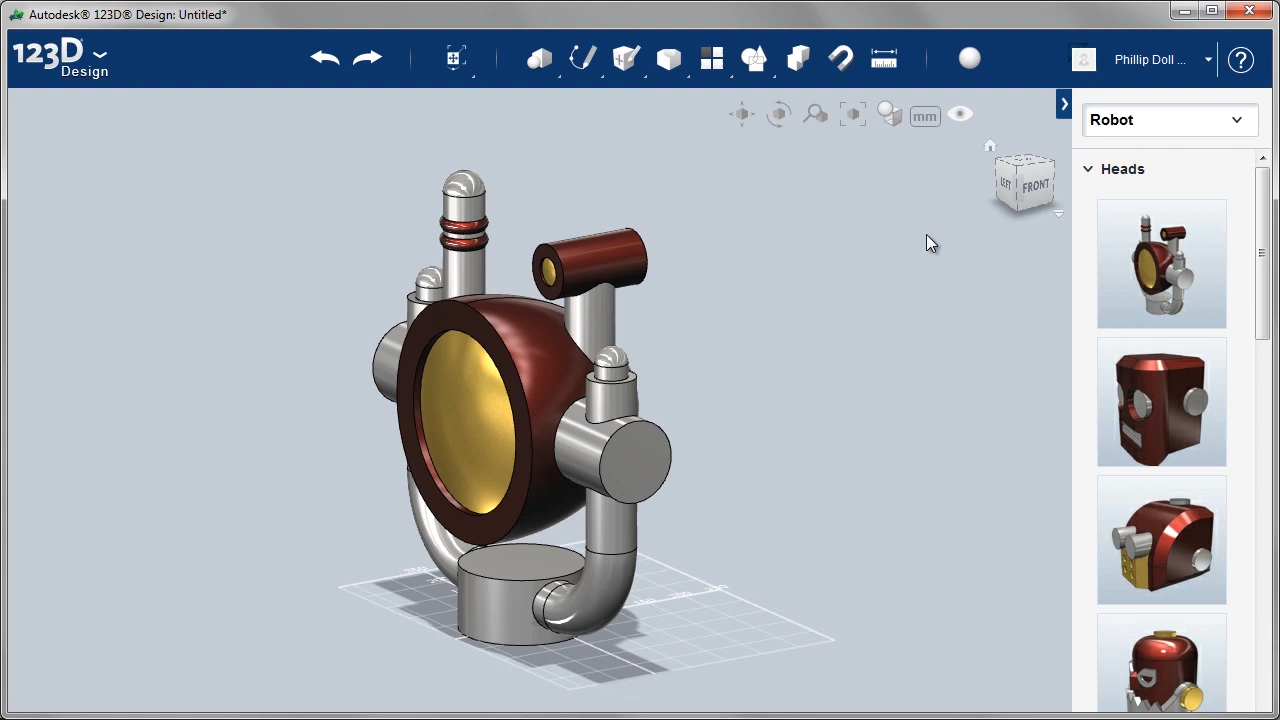 Autodesk® 123D® Design: Untitled*
123D
Design
Phillip Doll ...
?
mm
Robot
LEFT
FRONT
Heads